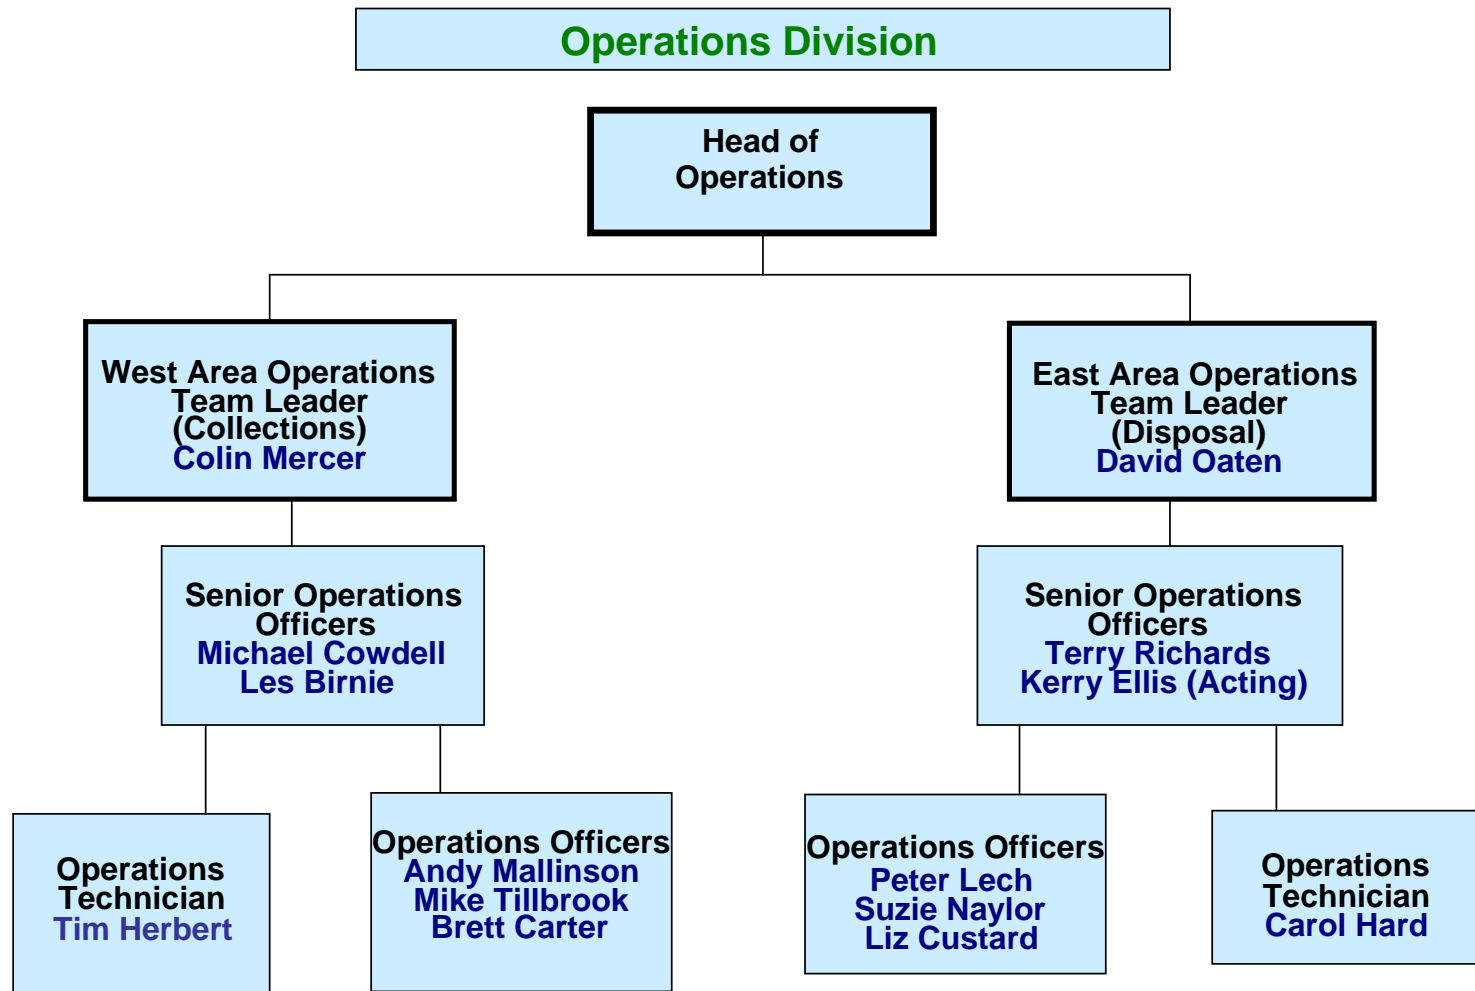 Operations Division
Head of
Operations
West Area Operations
Team Leader
(Collections)
Colin Mercer
East Area Operations
Team Leader
(Disposal)
David Oaten
Senior Operations
Officers
Michael Cowdell
Les Birnie
Senior Operations
Officers
Terry Richards
Kerry Ellis (Acting)
Operations
Technician
Tim Herbert
Operations Officers
Andy Mallinson
Mike Tillbrook
Brett Carter
Operations Officers
Peter Lech
Suzie Naylor
Liz Custard
Operations
Technician
Carol Hard